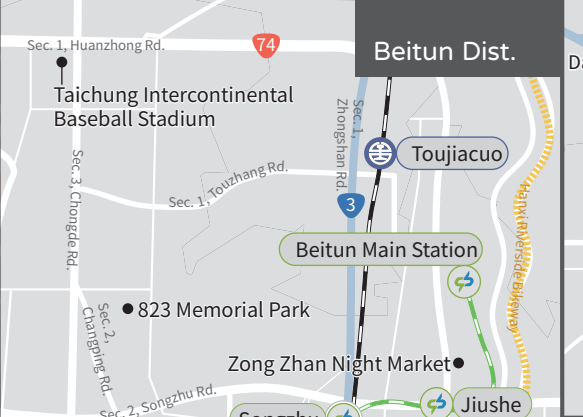 Beitun Dist.
Sec. 1, Huanzhong Rd.
74
Taichung Intercontinental
Baseball Stadium
Sec. 1,
Zhongshan Rd.
Toujiacuo
Sec. 3, Chongde Rd.
Sec. 1, Touzhang Rd.
3
Hanxi Riverside Bikeway
Beitun Main Station
823 Memorial Park
Sec. 2,
Changping Rd.
Zong Zhan Night Market
Sec. 2, Songzhu Rd.
Songzhu
Jiushe